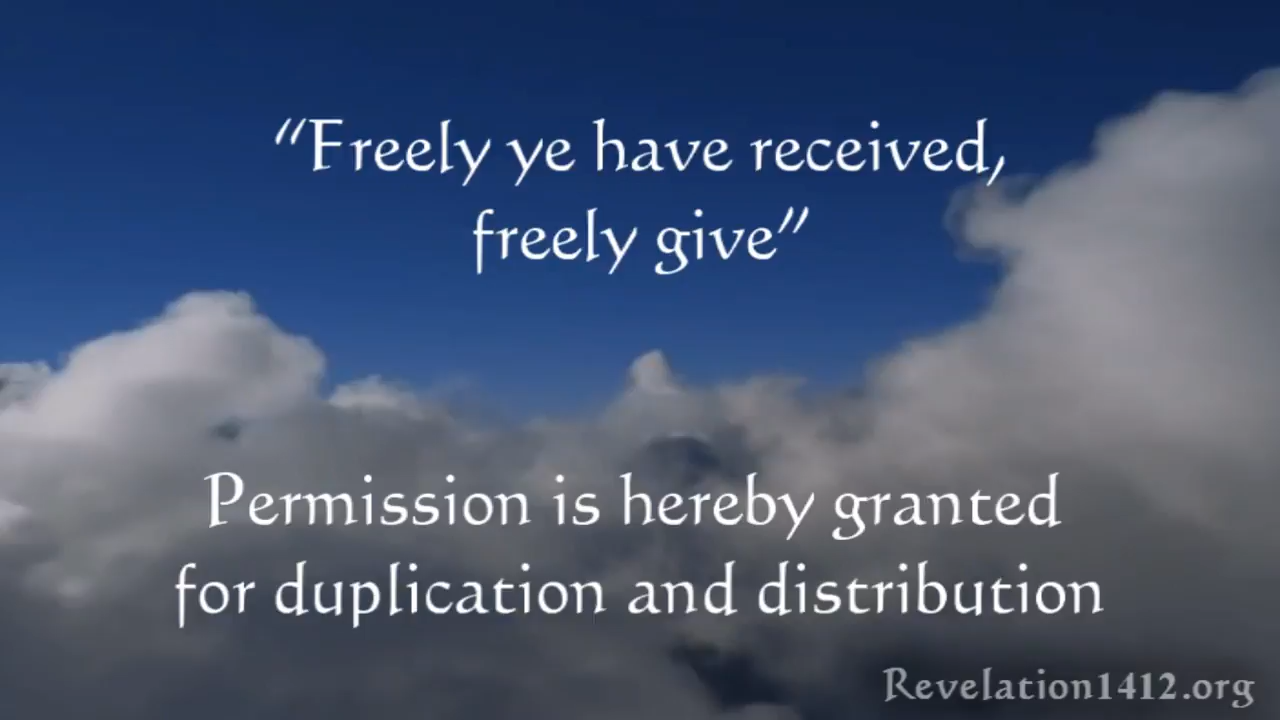 “Freely ye have received,
freely give”
Permission is hereby granted
for duplication and distribution
Revelation1412.org